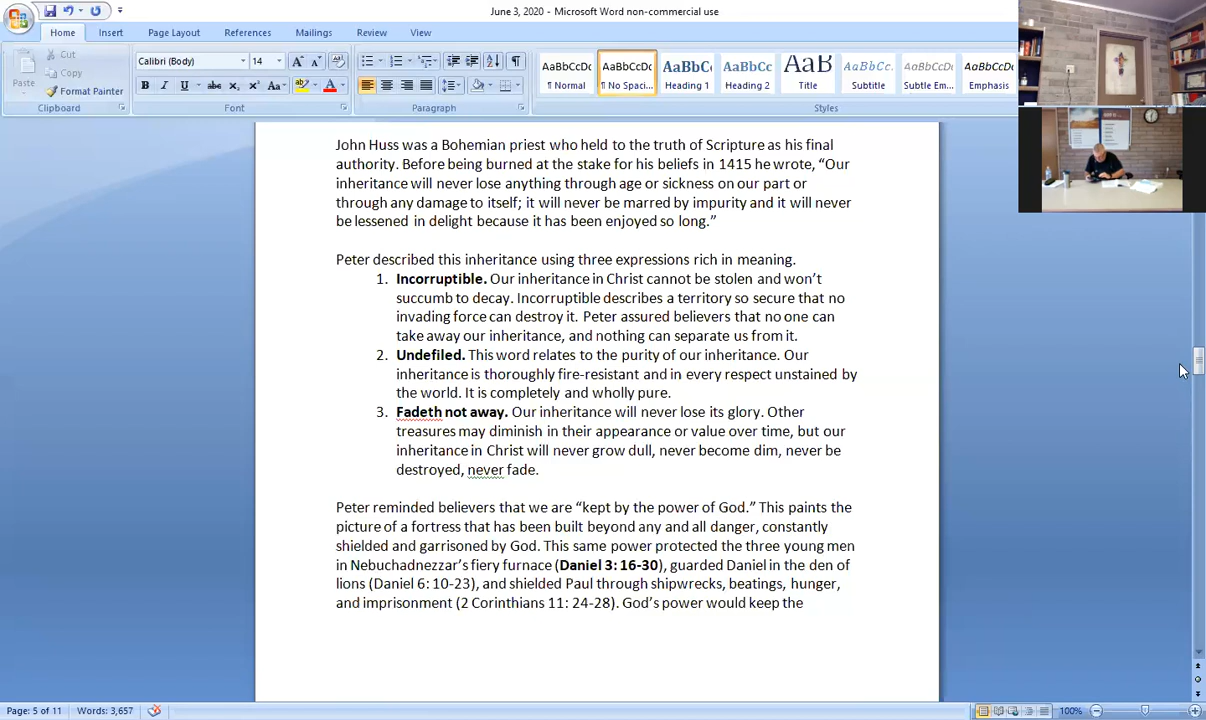 June 3, 2020 - Microsoft Word non-commercial use
Home Insert Page Layout References Mailings Review View
Cut
Copy
Paste
Format Painter
Calibri (Body) 14
AaBbCcDc AaBbCcDc AaBbC AaBbCc AaB AaBbCcDc AaBbCcDc AaBbCcDc
¶ Normal ¶ No Spaci... Heading 1 Heading 2 Title Subtitle Subtle Em... Emphasis
Clipboard Font Paragraph Styles
John Huss was a Bohemian priest who held to the truth of Scripture as his final
authority. Before being burned at the stake for his beliefs in 1415 he wrote, “Our
inheritance will never lose anything through age or sickness on our part or
through any damage to itself; it will never be marred by impurity and it will never
be lessened in delight because it has been enjoyed so long.”
Peter described this inheritance using three expressions rich in meaning.
1. Incorruptible. Our inheritance in Christ cannot be stolen and won’t
succumb to decay. Incorruptible describes a territory so secure that no
invading force can destroy it. Peter assured believers that no one can
take away our inheritance, and nothing can separate us from it.
2. Undefiled. This word relates to the purity of our inheritance. Our
inheritance is thoroughly fire-resistant and in every respect unstained by
the world. It is completely and wholly pure.
3. Fadeth not away. Our inheritance will never lose its glory. Other
treasures may diminish in their appearance or value over time, but our
inheritance in Christ will never grow dull, never become dim, never be
destroyed, never fade.
Peter reminded believers that we are “kept by the power of God.” This paints the
picture of a fortress that has been built beyond any and all danger, constantly
shielded and garrisoned by God. This same power protected the three young men
in Nebuchadnezzar’s fiery furnace (Daniel 3: 16-30), guarded Daniel in the den of
lions (Daniel 6: 10-23), and shielded Paul through shipwrecks, beatings, hunger,
and imprisonment (2 Corinthians 11: 24-28). God’s power would keep the
Page: 5 of 11 Words: 3,657 100%